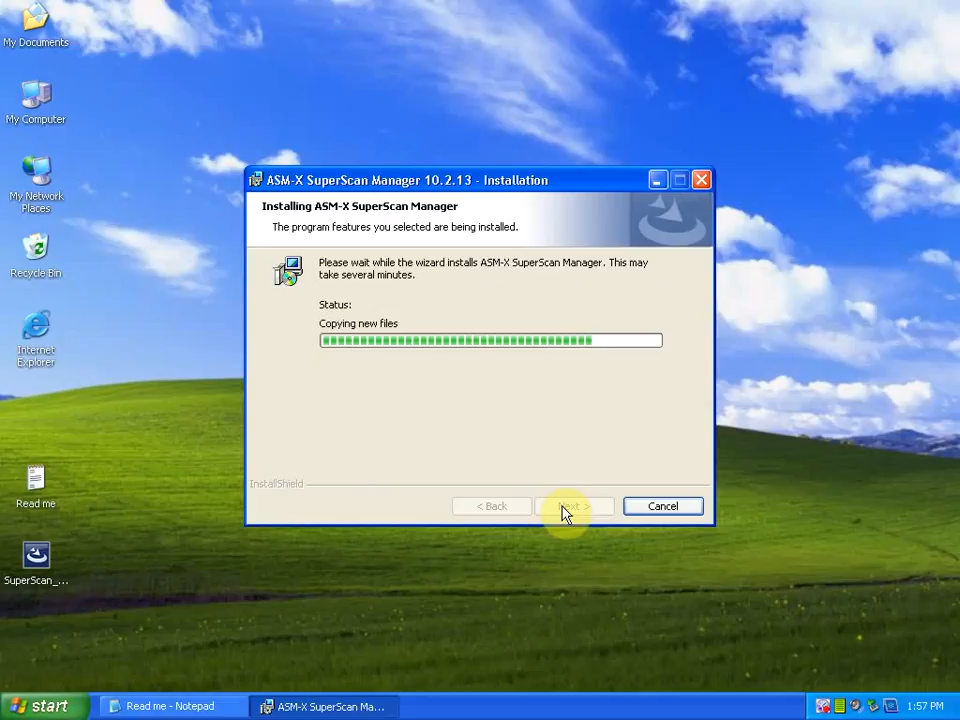 My Documents
My Computer
My Network
Places
Recycle Bin
Internet
Explorer
Read me
SuperScan_...
ASM-X SuperScan Manager 10.2.13 - Installation
Installing ASM-X SuperScan Manager
The program features you selected are being installed.
Please wait while the wizard installs ASM-X SuperScan Manager. This may
take several minutes.
Status:
Copying new files
InstallShield
< Back
Next >
Cancel
start
Read me - Notepad
ASM-X SuperScan Ma...
1:57 PM